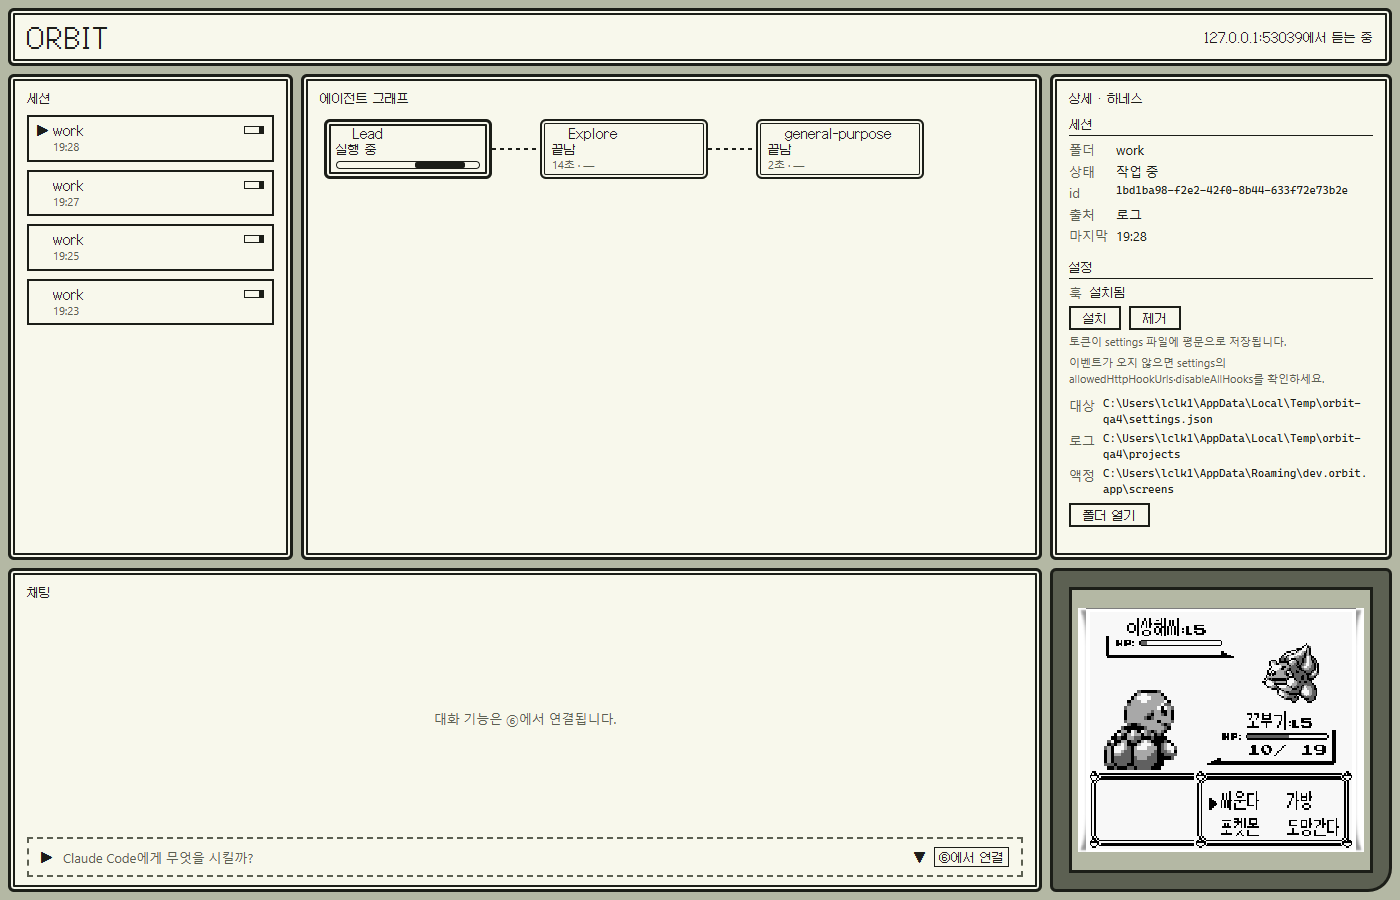 ORBIT
127.0.0.1:53039에서 듣는 중
세션
▶ work
19:28
work
19:27
work
19:25
work
19:23
에이전트 그래프
Lead
실행 중
Explore
끝남
14초 · —
general-purpose
끝남
2초 · —
상세 · 하네스
세션
폴더 work
상태 작업 중
id 1bd1ba98-f2e2-42f0-8b44-633f72e73b2e
출처 로그
마지막 19:28
설정
훅 설치됨
설치 제거
토큰이 settings 파일에 평문으로 저장됩니다.
이벤트가 오지 않으면 settings의
allowedHttpHookUrls·disableAllHooks를 확인하세요.
대상 C:\Users\lclk1\AppData\Local\Temp\orbit-
qa4\settings.json
로그 C:\Users\lclk1\AppData\Local\Temp\orbit-
qa4\projects
액정 C:\Users\lclk1\AppData\Roaming\dev.orbit.
app\screens
폴더 열기
채팅
대화 기능은 ⑥에서 연결됩니다.
▶ Claude Code에게 무엇을 시킬까?
▼ ⑥에서 연결
이상해씨:L5
HP:
꼬부기:L5
HP:
10/ 19
▶싸운다 가방
포켓몬 도망간다